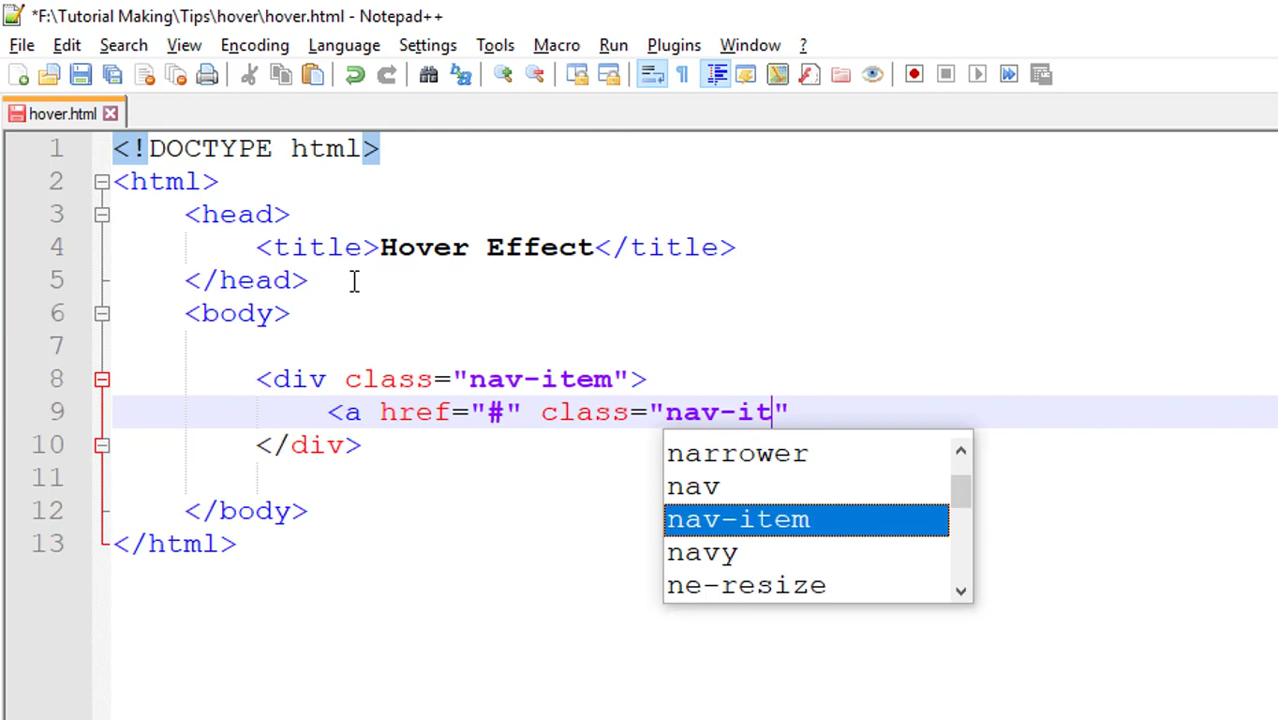 *F:\Tutorial Making\Tips\hover\hover.html - Notepad++
File Edit Search View Encoding Language Settings Tools Macro Run Plugins Window ?
hover.html
1 <!DOCTYPE html>
2 <html>
3 <head>
4 <title>Hover Effect</title>
5 </head>
6 <body>
7
8 <div class="nav-item">
9 <a href="#" class="nav-it"
10 </div>
11
12 </body>
13 </html>
narrower
nav
nav-item
navy
ne-resize